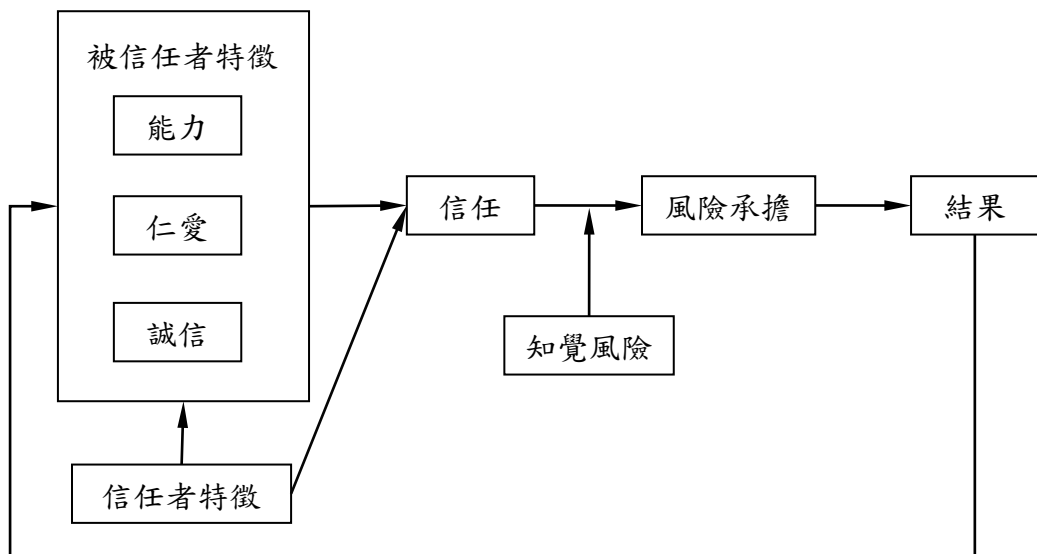 被信任者特徵
能力
仁愛
誠信
信任者特徵
信任
知覺風險
風險承擔
結果